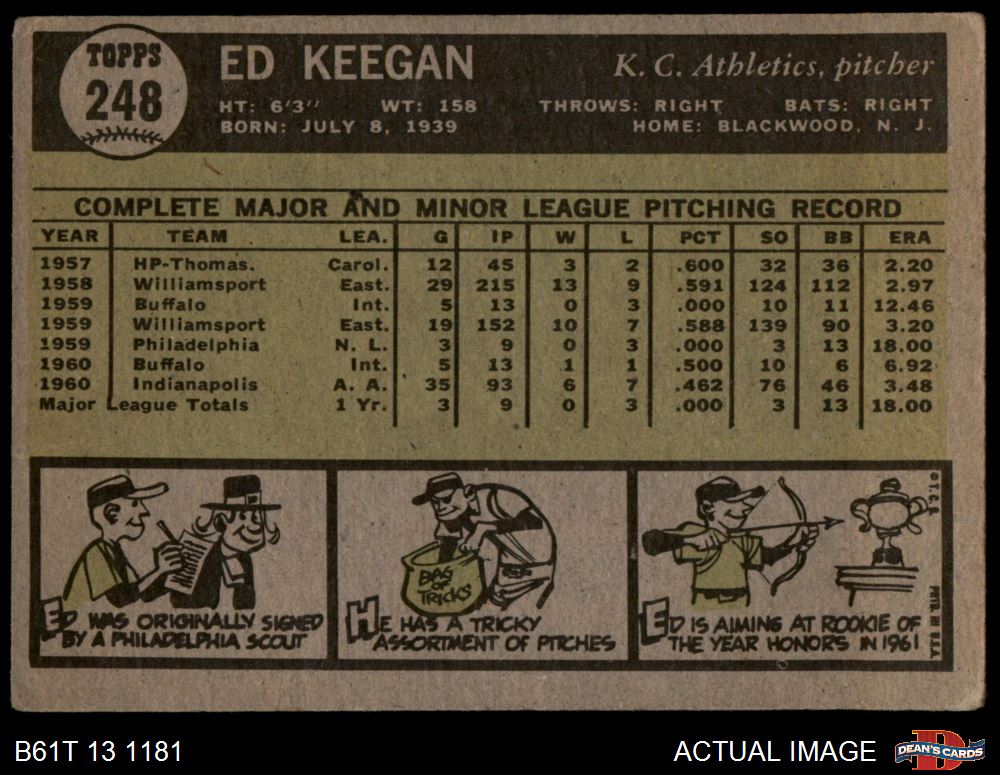 TOPPS
248
ED KEEGAN
K. C. Athletics, pitcher
HT: 6'3" WT: 158 THROWS: RIGHT BATS: RIGHT
BORN: JULY 8, 1939 HOME: BLACKWOOD, N. J.
COMPLETE MAJOR AND MINOR LEAGUE PITCHING RECORD
YEAR TEAM LEA. G IP W L PCT SO BB ERA
1957 HP-Thomas. Carol. 12 45 3 2 .600 32 36 2.20
1958 Williamsport East. 29 215 13 9 .591 124 112 2.97
1959 Buffalo Int. 5 13 0 3 .000 10 11 12.46
1959 Williamsport East. 19 152 10 7 .588 139 90 3.20
1959 Philadelphia N. L. 3 9 0 3 .000 3 13 18.00
1960 Buffalo Int. 5 13 1 1 .500 10 6 6.92
1960 Indianapolis A. A. 35 93 6 7 .462 76 46 3.48
Major League Totals 1 Yr. 3 9 0 3 .000 3 13 18.00
ED WAS ORIGINALLY SIGNED
BY A PHILADELPHIA SCOUT
BAG
OF
TRICKS
HE HAS A TRICKY
ASSORTMENT OF PITCHES
ED IS AIMING AT ROOKIE OF
THE YEAR HONORS IN 1961
© T. C. G.
PRTD. IN U.S.A.
B61T 13 1181
ACTUAL IMAGE
DEAN'S CARDS